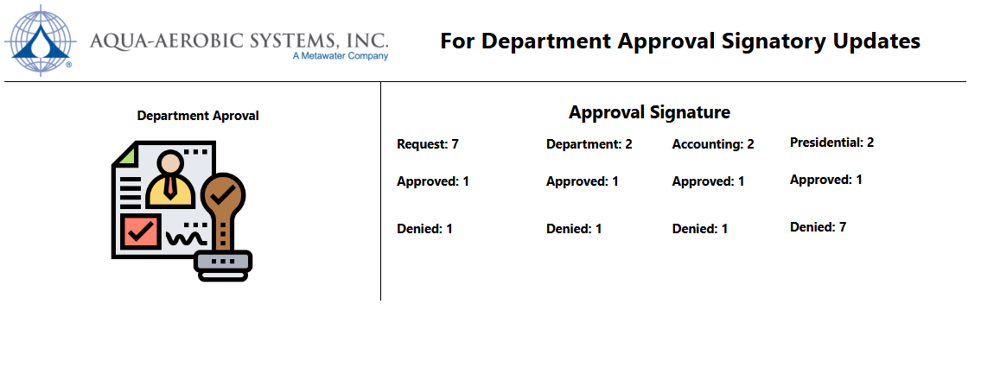 AQUA-AEROBIC SYSTEMS, INC.
A Metawater Company
®
For Department Approval Signatory Updates
Department Aproval
Approval Signature
Request: 7 Department: 2 Accounting: 2 Presidential: 2
Approved: 1 Approved: 1 Approved: 1 Approved: 1
Denied: 1 Denied: 1 Denied: 1 Denied: 7